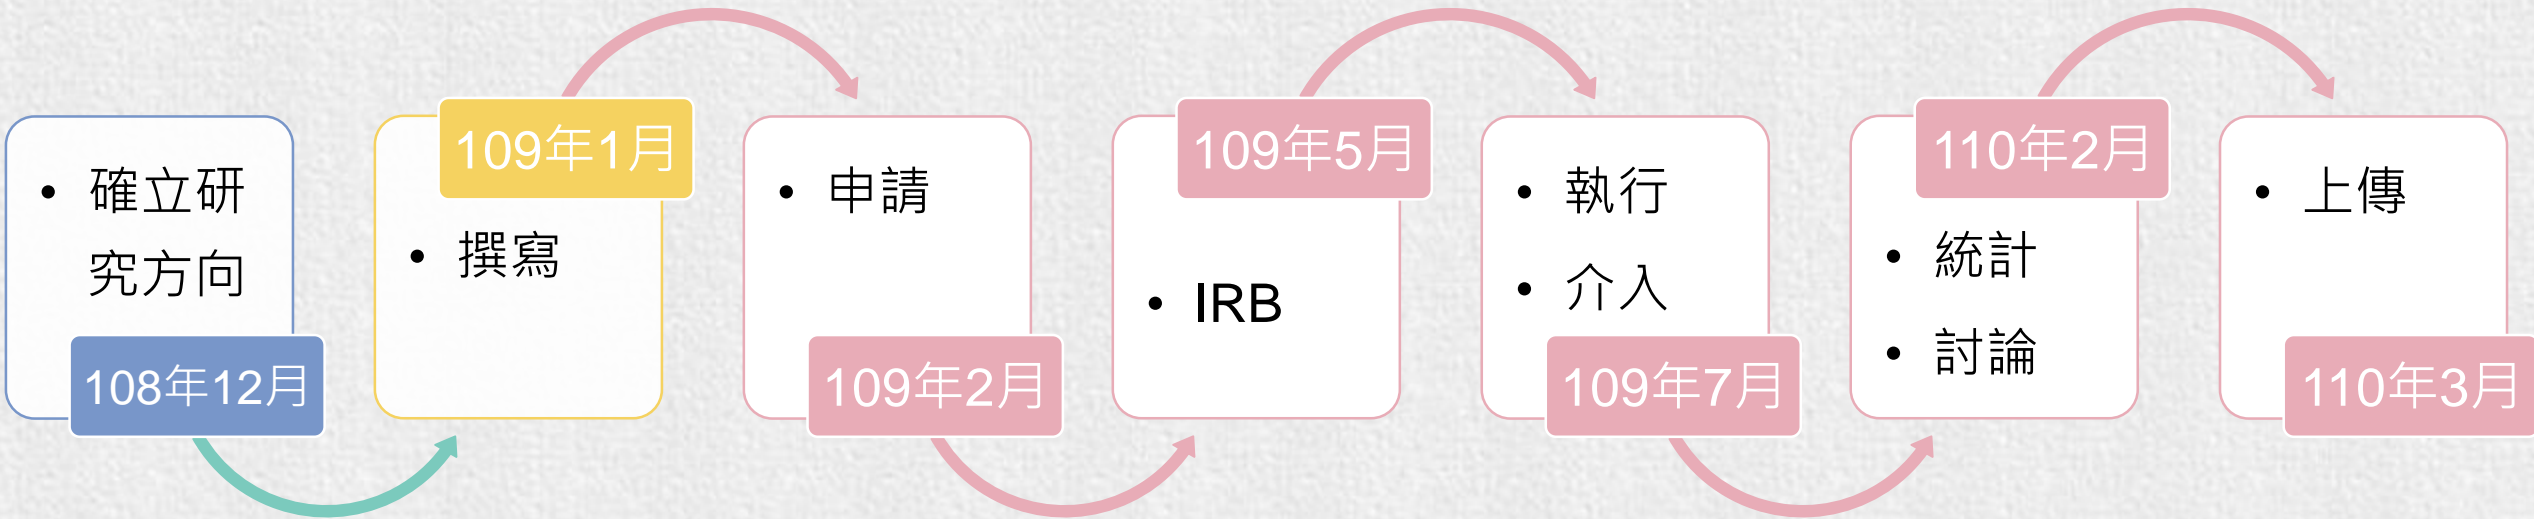 確立研
究方向
108年12月
109年1月
撰寫
申請
109年2月
109年5月
IRB
執行
介入
109年7月
110年2月
統計
討論
上傳
110年3月